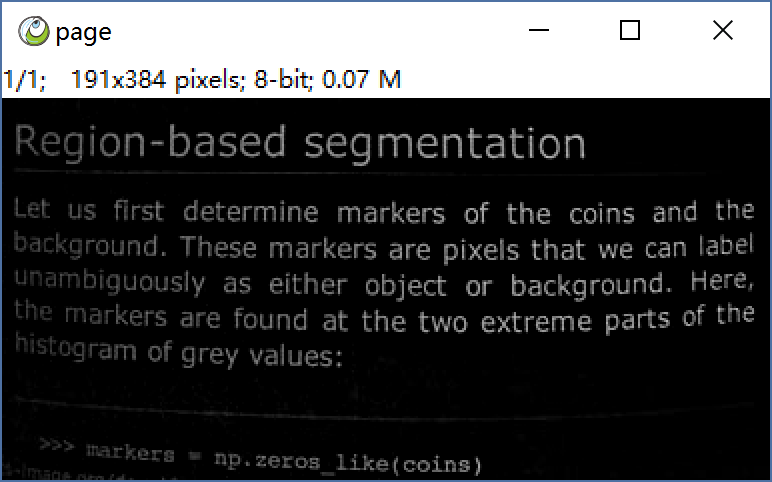 page
1/1; 191x384 pixels; 8-bit; 0.07 M
Region-based segmentation
Let us first determine markers of the coins and the
background. These markers are pixels that we can label
unambiguously as either object or background. Here,
the markers are found at the two extreme parts of the
histogram of grey values:
>>> markers = np.zeros_like(coins)